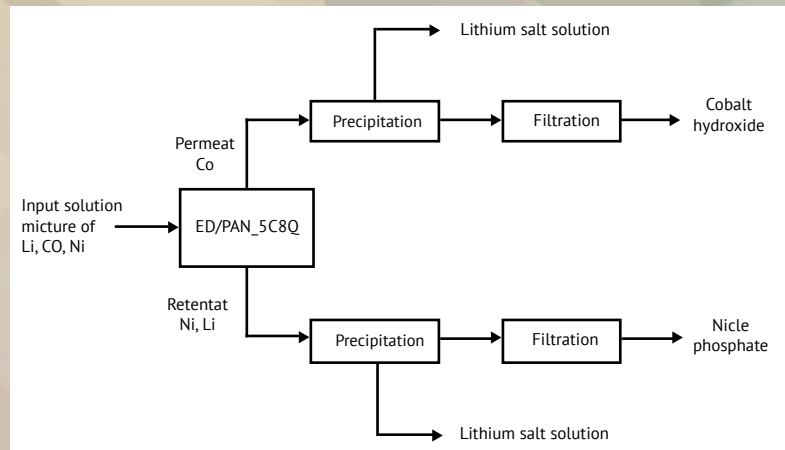 Lithium salt solution
Precipitation
Filtration
Cobalt
hydroxide
Permeat
Co
Input solution
micture of
Li, CO, Ni
ED/PAN_5C8Q
Retentat
Ni, Li
Precipitation
Filtration
Nicle
phosphate
Lithium salt solution